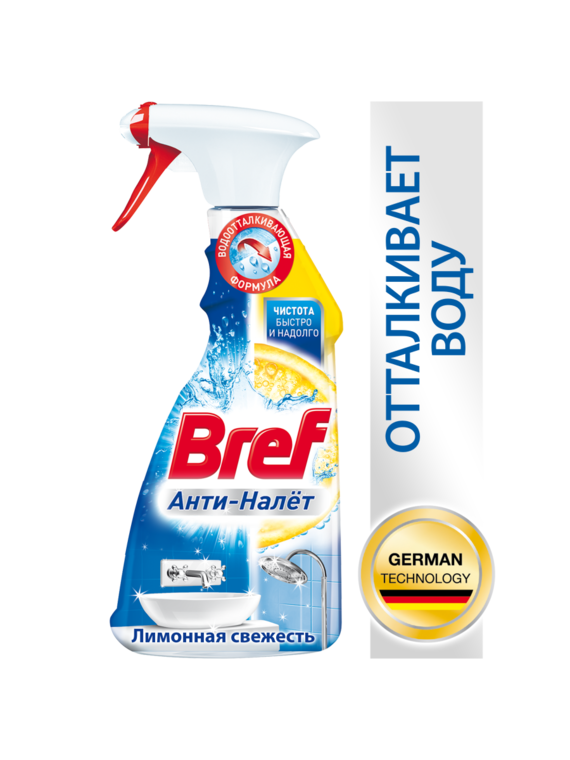 ВОДООТТАЛКИВАЮЩАЯ
ФОРМУЛА
ЧИСТОТА
БЫСТРО
И НАДОЛГО
Bref
Анти-Налёт
Лимонная свежесть
ОТТАЛКИВАЕТ
ВОДУ
GERMAN
TECHNOLOGY